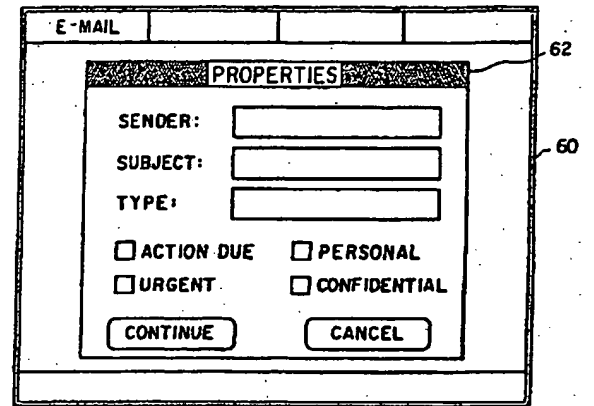 E-MAIL
62
PROPERTIES
SENDER:
60
SUBJECT:
TYPE:
ACTION DUE PERSONAL
URGENT CONFIDENTIAL
CONTINUE CANCEL